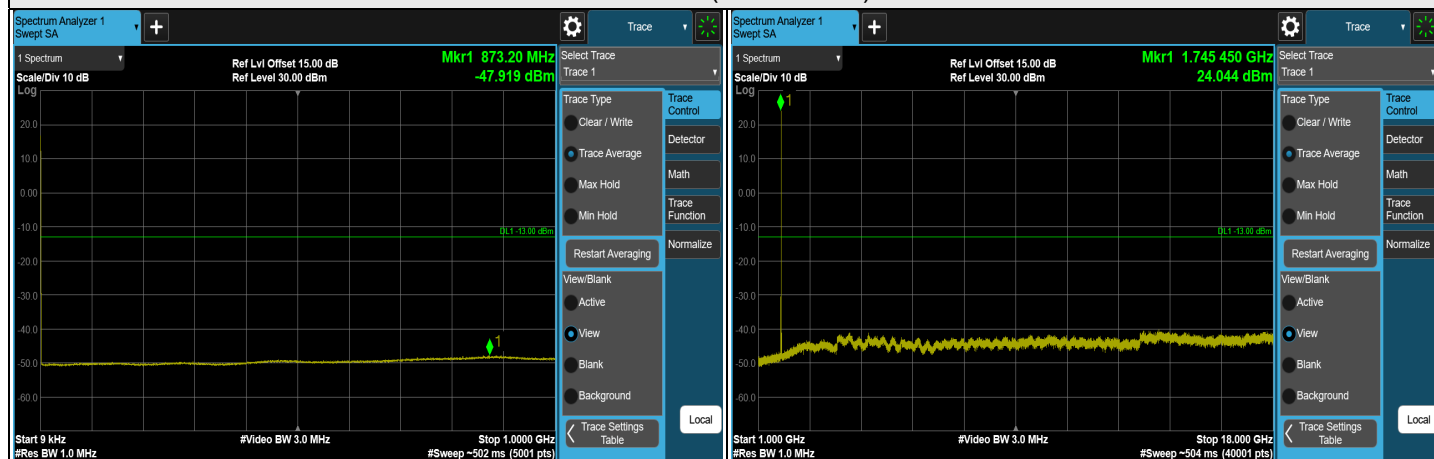 Spectrum Analyzer 1
Swept SA
+
Trace
1 Spectrum
Scale/Div 10 dB
Ref Lvl Offset 15.00 dB
Ref Level 30.00 dBm
Mkr1 873.20 MHz
-47.919 dBm
Log
20.0
10.0
0.00
-10.0
-20.0
-30.0
-40.0
-50.0
-60.0
DL1 -13.00 dBm
1
Start 9 kHz
#Res BW 1.0 MHz
#Video BW 3.0 MHz
Stop 1.0000 GHz
#Sweep ~502 ms (5001 pts)
Select Trace
Trace 1
Trace Type
Clear / Write
Trace Average
Max Hold
Min Hold
Restart Averaging
View/Blank
Active
View
Blank
Background
Trace Settings
Table
Trace
Control
Detector
Math
Trace
Function
Normalize
Local
Spectrum Analyzer 1
Swept SA
+
Trace
1 Spectrum
Scale/Div 10 dB
Ref Lvl Offset 15.00 dB
Ref Level 30.00 dBm
Mkr1 1.745 450 GHz
24.044 dBm
Log
1
20.0
10.0
0.00
-10.0
-20.0
-30.0
-40.0
-50.0
-60.0
DL1 -13.00 dBm
Start 1.000 GHz
#Res BW 1.0 MHz
#Video BW 3.0 MHz
Stop 18.000 GHz
#Sweep ~504 ms (40001 pts)
Select Trace
Trace 1
Trace Type
Clear / Write
Trace Average
Max Hold
Min Hold
Restart Averaging
View/Blank
Active
View
Blank
Background
Trace Settings
Table
Trace
Control
Detector
Math
Trace
Function
Normalize
Local